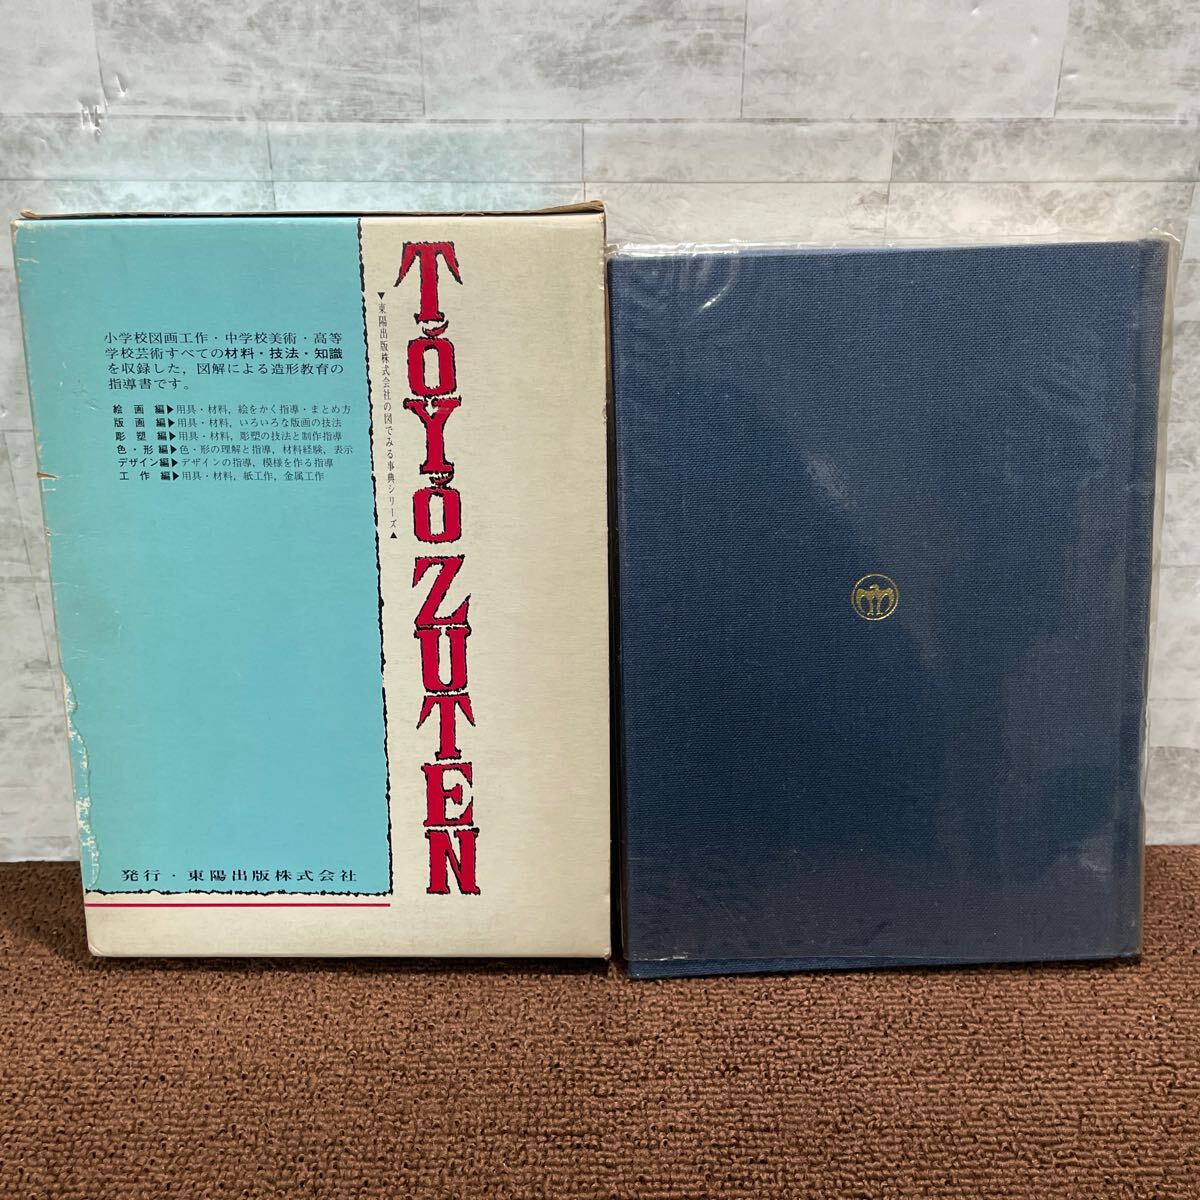 小学校図画工作・中学校美術・高等
学校芸術すべての材料・技法・知識
を収録した，図解による造形教育の
指導書です。
絵画編▶用具・材料，絵をかく指導・まとめ方
版画編▶用具・材料，いろいろな版画の技法
彫塑編▶用具・材料，彫塑の技法と制作指導
色・形編▶色・形の理解と指導，材料経験，表示
デザイン編▶デザインの指導，模様を作る指導
工作編▶用具・材料，紙工作，金属工作
発行・東陽出版株式会社
▼東陽出版株式会社の図でみる事典シリーズ▲
TŌYŌZUTEN